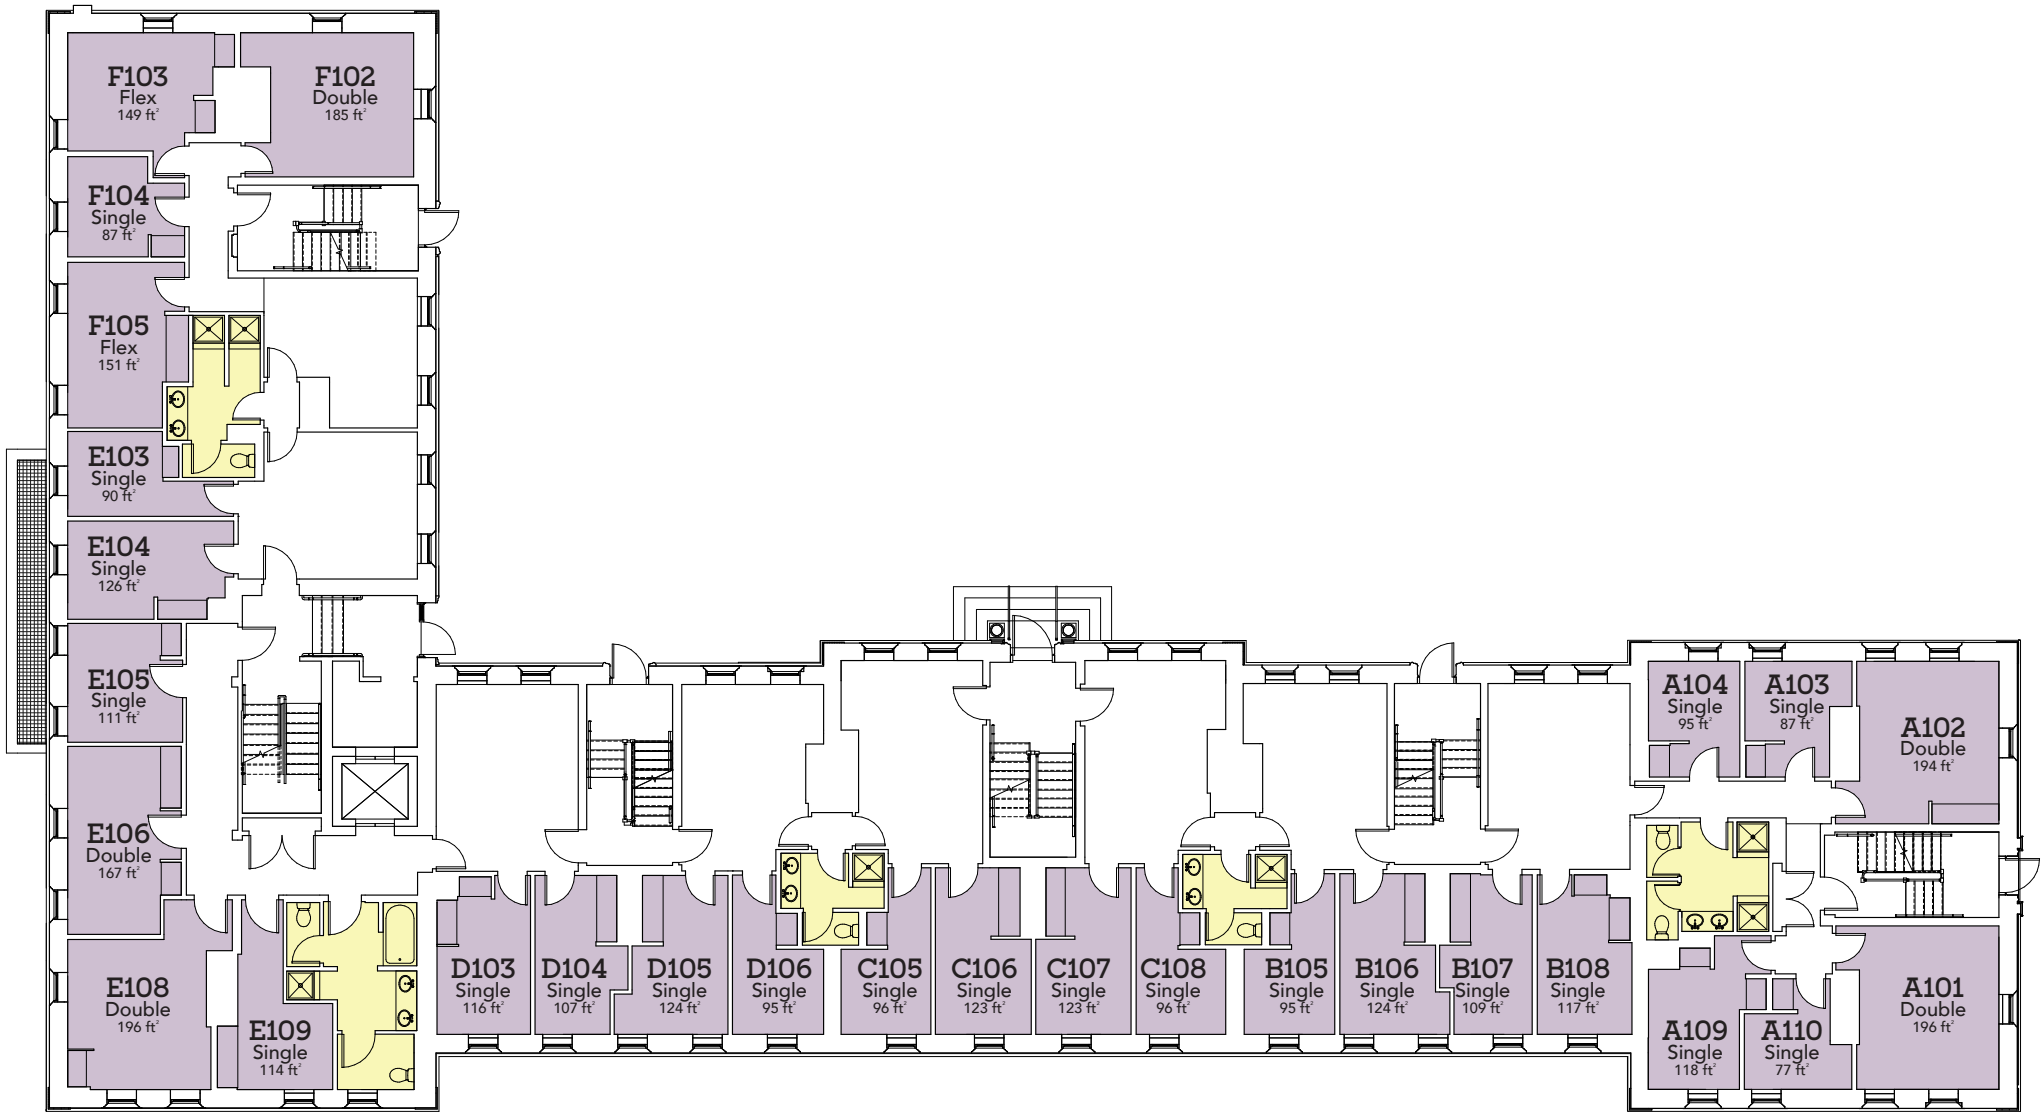 F103
Flex
149 ft²
F102
Double
185 ft²
F104
Single
87 ft²
F105
Flex
151 ft²
E103
Single
90 ft²
E104
Single
126 ft²
E105
Single
111 ft²
E106
Double
167 ft²
E108
Double
196 ft²
E109
Single
114 ft²
D103
Single
116 ft²
D104
Single
107 ft²
D105
Single
124 ft²
D106
Single
95 ft²
C105
Single
96 ft²
C106
Single
123 ft²
C107
Single
123 ft²
C108
Single
96 ft²
B105
Single
95 ft²
B106
Single
124 ft²
B107
Single
109 ft²
B108
Single
117 ft²
A104
Single
95 ft²
A103
Single
87 ft²
A102
Double
194 ft²
A101
Double
196 ft²
A109
Single
118 ft²
A110
Single
77 ft²